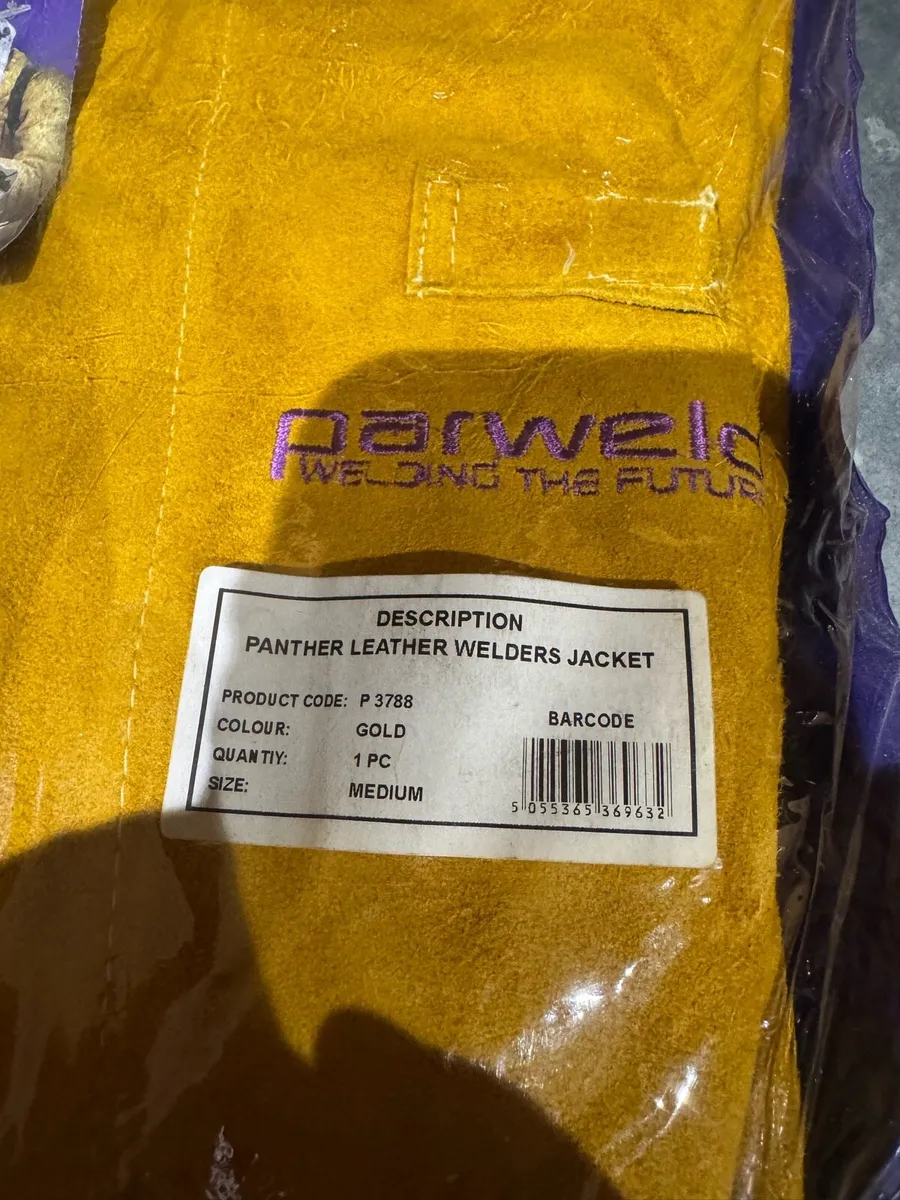 parweld
WELDING THE FUTUR
DESCRIPTION
PANTHER LEATHER WELDERS JACKET
PRODUCT CODE: P 3788
COLOUR: GOLD
QUANTIY: 1 PC
SIZE: MEDIUM
BARCODE
5 055365 369632